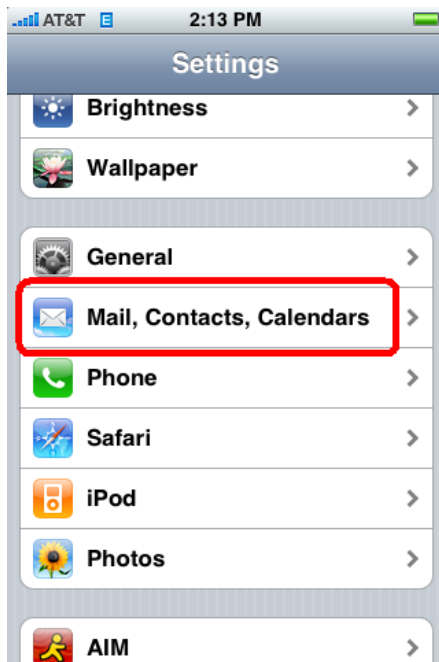 AT&T E 2:13 PM
Settings
Brightness
Wallpaper
General
Mail, Contacts, Calendars
Phone
Safari
iPod
Photos
AIM